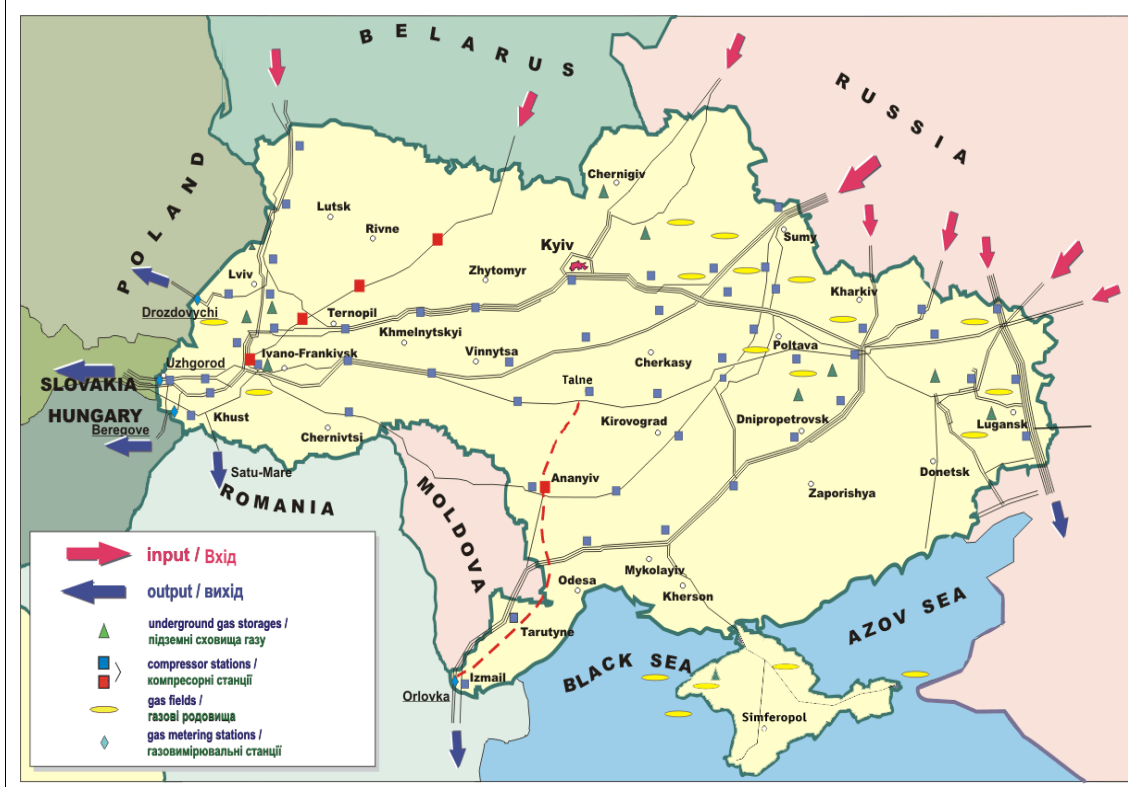 BELARUS
RUSSIA
POLAND
Chernigiv
Lutsk
Rivne
Sumy
Kyiv
Zhytomyr
Lviv
Kharkiv
Drozdovychi
Ternopil
Khmelnytskyi
Poltava
Ivano-Frankivsk
Vinnytsa
Cherkasy
Uzhgorod
SLOVAKIA
Talne
HUNGARY
Khust
Kirovograd
Dnipropetrovsk
Lugansk
Beregove
Chernivtsi
Satu-Mare
Donetsk
ROMANIA
Ananyiv
Zaporishya
MOLDOVA
Mykolayiv
Odesa
Kherson
AZOV SEA
Tarutyne
BLACK SEA
Izmail
Orlovka
Simferopol
input / Вхід
output / вихід
underground gas storages /
підземні сховища газу
compressor stations /
компресорні станції
gas fields /
газові родовища
gas metering stations /
газовимірювальні станції